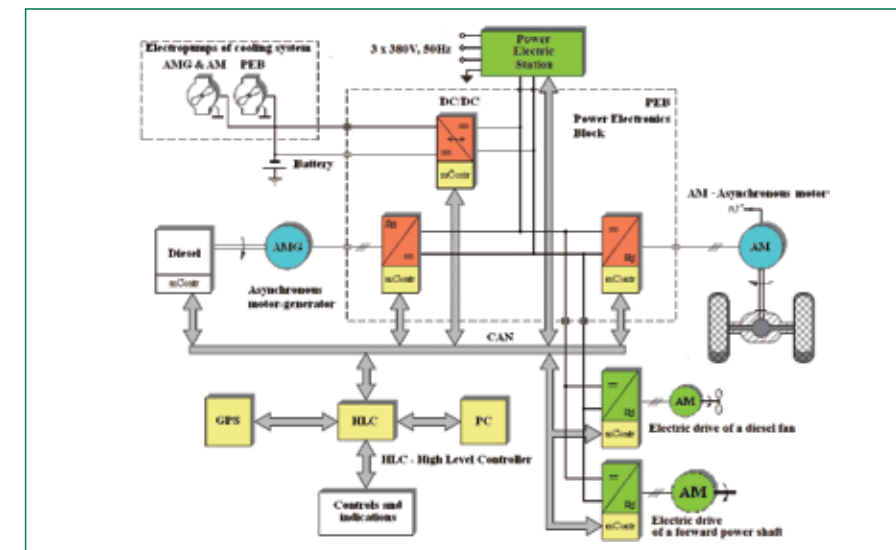 Electropumps of cooling system
AMG & AM PEB
3 x 380V, 50Hz
Power
Electric
Station
DC/DC
PEB
Power Electronics
Block
mContr
Battery
AM - Asynchronous motor
Diesel
mContr
AMG
mContr
mContr
AM
Asynchronous
motor-generator
CAN
GPS
HLC
PC
HLC - High Level Controller
Controls and
indications
mContr
AM
Electric drive of a diesel fan
mContr
AM
Electric drive
of a forward power shaft